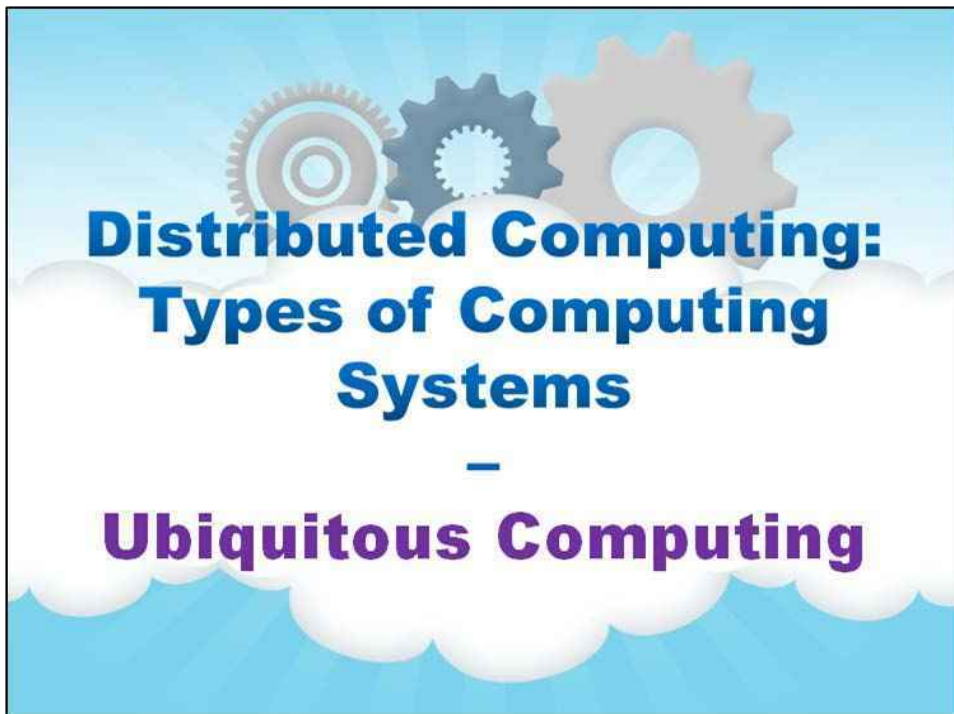 Distributed Computing:
Types of Computing
Systems
–
Ubiquitous Computing